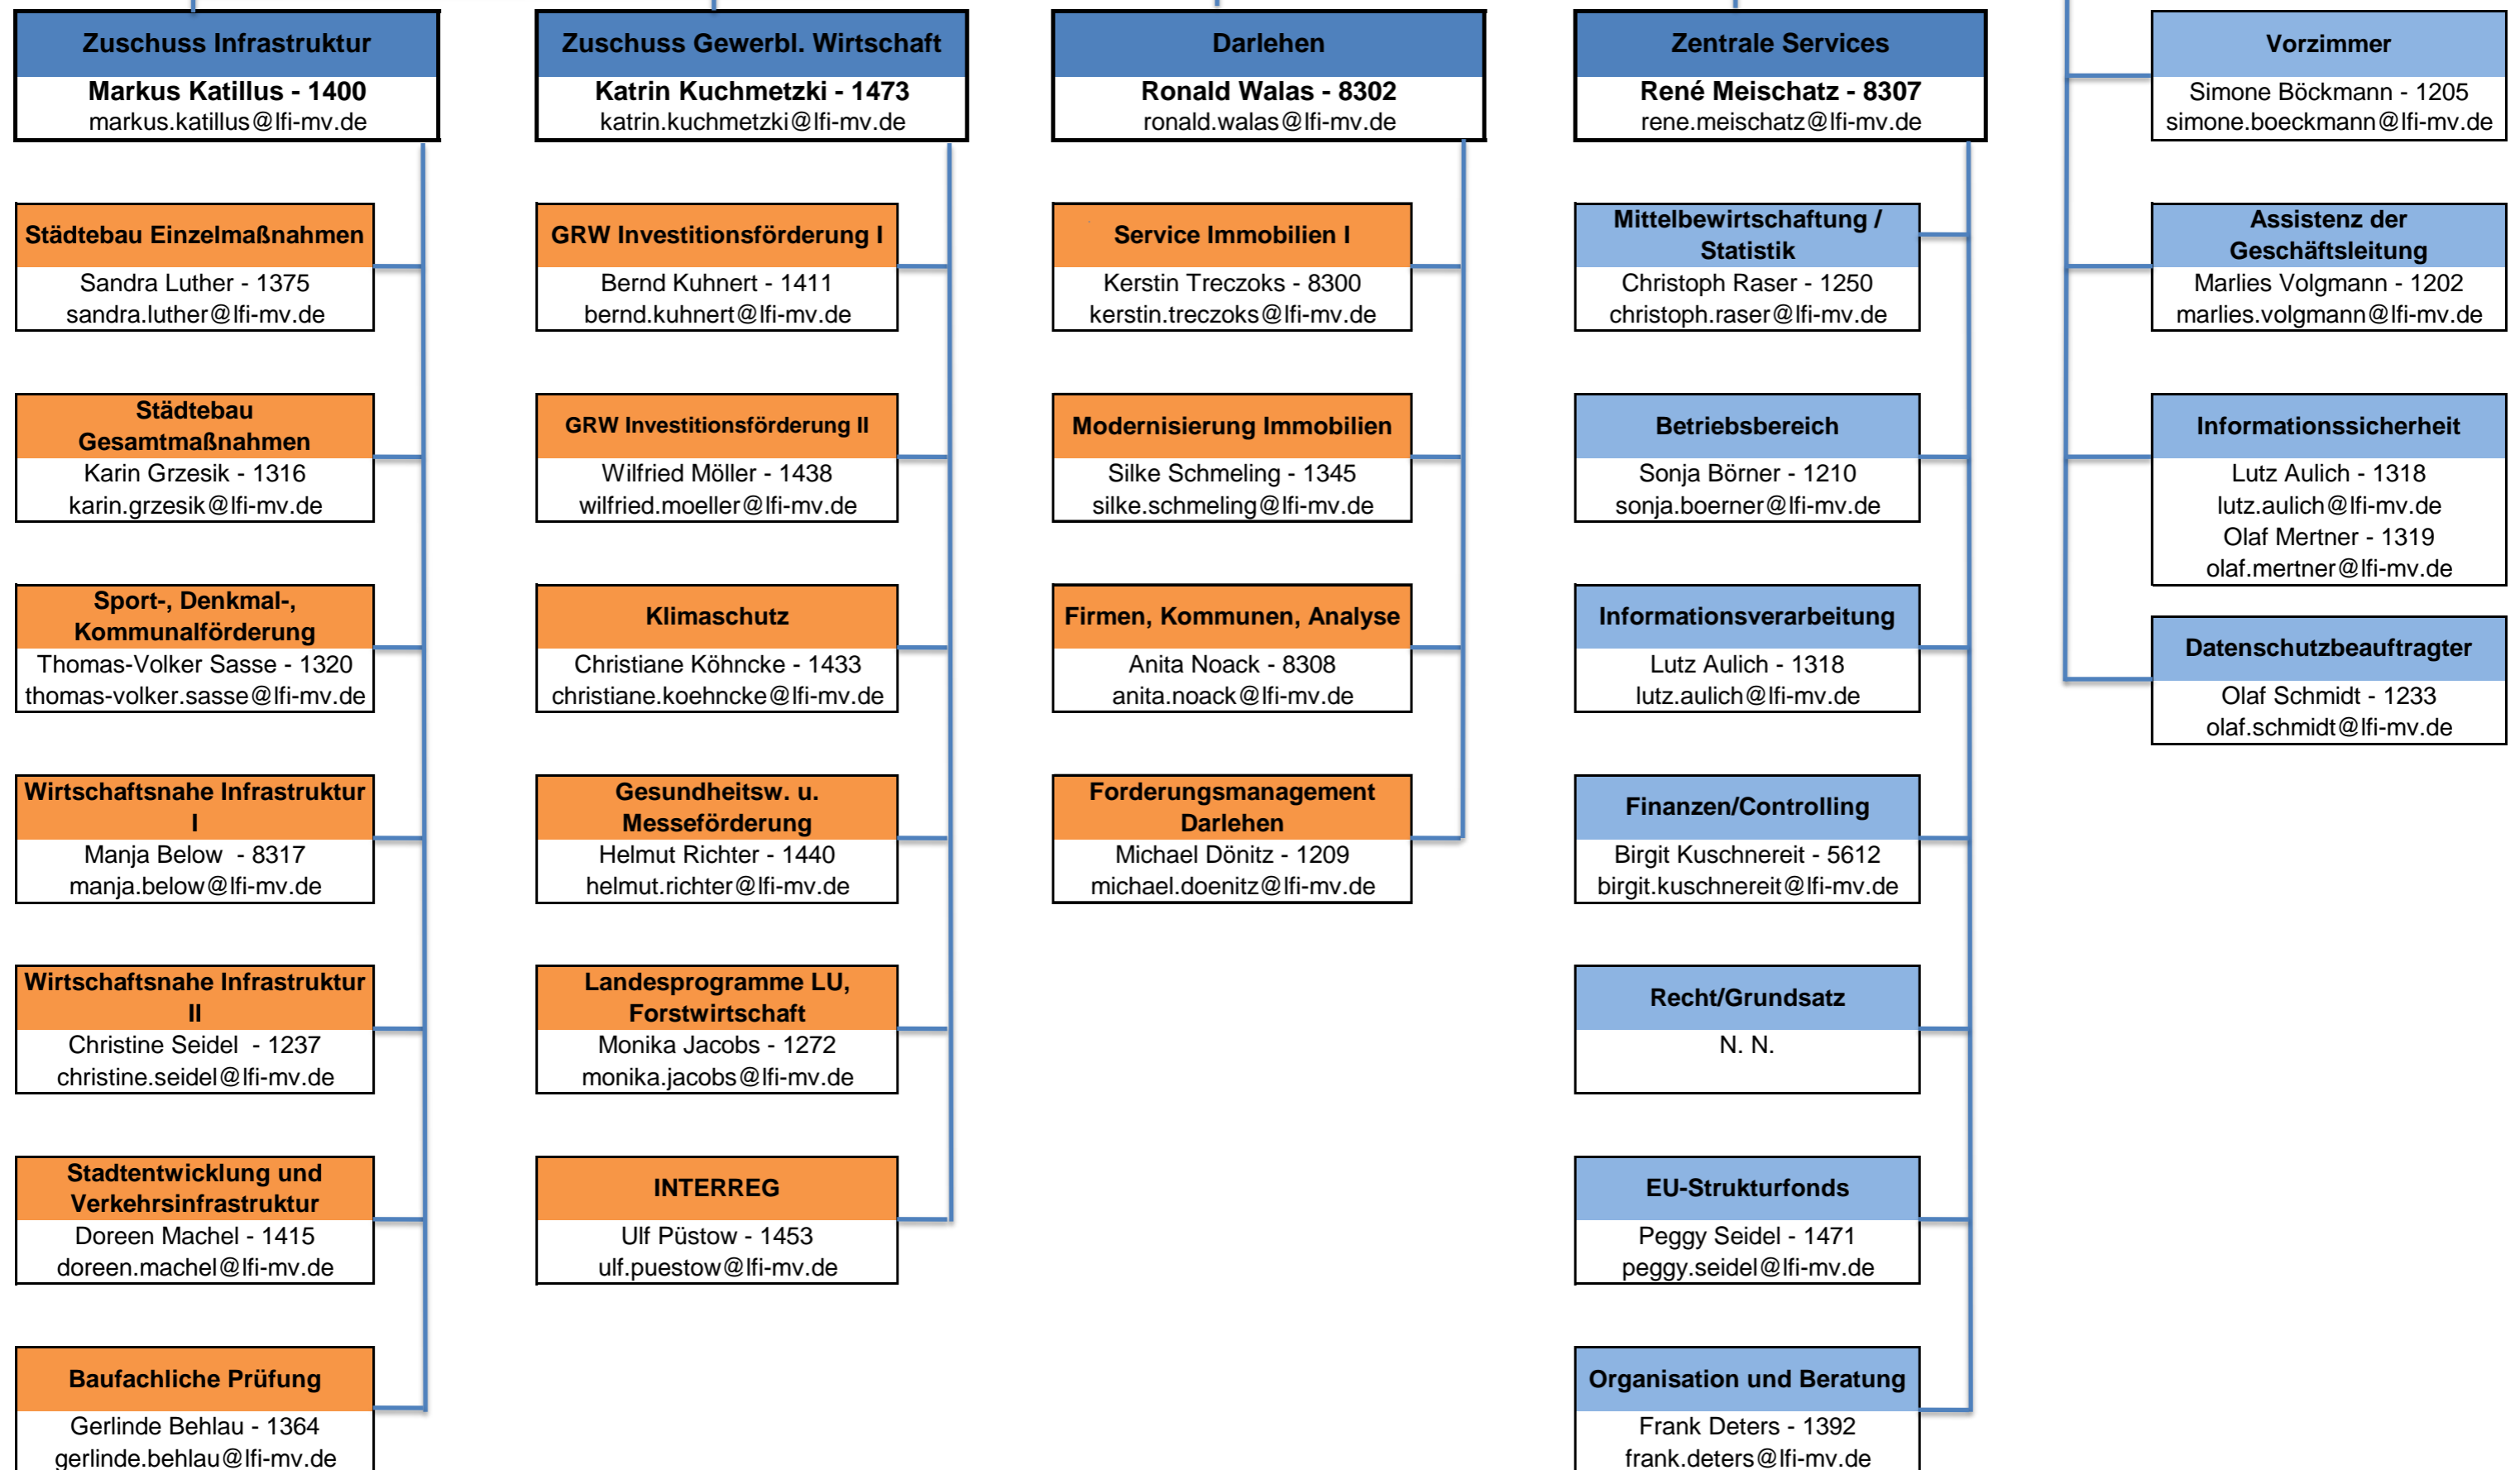 Zuschuss Infrastruktur
Markus Katillus - 1400
markus.katillus@lfi-mv.de
Städtebau Einzelmaßnahmen
Sandra Luther - 1375
sandra.luther@lfi-mv.de
Städtebau
Gesamtmaßnahmen
Karin Grzesik - 1316
karin.grzesik@lfi-mv.de
Sport-, Denkmal-,
Kommunalförderung
Thomas-Volker Sasse - 1320
thomas-volker.sasse@lfi-mv.de
Wirtschaftsnahe Infrastruktur
I
Manja Below - 8317
manja.below@lfi-mv.de
Wirtschaftsnahe Infrastruktur
II
Christine Seidel - 1237
christine.seidel@lfi-mv.de
Stadtentwicklung und
Verkehrsinfrastruktur
Doreen Machel - 1415
doreen.machel@lfi-mv.de
Baufachliche Prüfung
Gerlinde Behlau - 1364
gerlinde.behlau@lfi-mv.de
Zuschuss Gewerbl. Wirtschaft
Katrin Kuchmetzki - 1473
katrin.kuchmetzki@lfi-mv.de
GRW Investitionsförderung I
Bernd Kuhnert - 1411
bernd.kuhnert@lfi-mv.de
GRW Investitionsförderung II
Wilfried Möller - 1438
wilfried.moeller@lfi-mv.de
Klimaschutz
Christiane Köhncke - 1433
christiane.koehncke@lfi-mv.de
Gesundheitsw. u.
Messeförderung
Helmut Richter - 1440
helmut.richter@lfi-mv.de
Landesprogramme LU,
Forstwirtschaft
Monika Jacobs - 1272
monika.jacobs@lfi-mv.de
INTERREG
Ulf Püstow - 1453
ulf.puestow@lfi-mv.de
Darlehen
Ronald Walas - 8302
ronald.walas@lfi-mv.de
Service Immobilien I
Kerstin Treczoks - 8300
kerstin.treczoks@lfi-mv.de
Modernisierung Immobilien
Silke Schmeling - 1345
silke.schmeling@lfi-mv.de
Firmen, Kommunen, Analyse
Anita Noack - 8308
anita.noack@lfi-mv.de
Forderungsmanagement
Darlehen
Michael Dönitz - 1209
michael.doenitz@lfi-mv.de
Zentrale Services
René Meischatz - 8307
rene.meischatz@lfi-mv.de
Mittelbewirtschaftung /
Statistik
Christoph Raser - 1250
christoph.raser@lfi-mv.de
Betriebsbereich
Sonja Börner - 1210
sonja.boerner@lfi-mv.de
Informationsverarbeitung
Lutz Aulich - 1318
lutz.aulich@lfi-mv.de
Finanzen/Controlling
Birgit Kuschnereit - 5612
birgit.kuschnereit@lfi-mv.de
Recht/Grundsatz
N. N.
EU-Strukturfonds
Peggy Seidel - 1471
peggy.seidel@lfi-mv.de
Organisation und Beratung
Frank Deters - 1392
frank.deters@lfi-mv.de
Vorzimmer
Simone Böckmann - 1205
simone.boeckmann@lfi-mv.de
Assistenz der
Geschäftsleitung
Marlies Volgmann - 1202
marlies.volgmann@lfi-mv.de
Informationssicherheit
Lutz Aulich - 1318
lutz.aulich@lfi-mv.de
Olaf Mertner - 1319
olaf.mertner@lfi-mv.de
Datenschutzbeauftragter
Olaf Schmidt - 1233
olaf.schmidt@lfi-mv.de